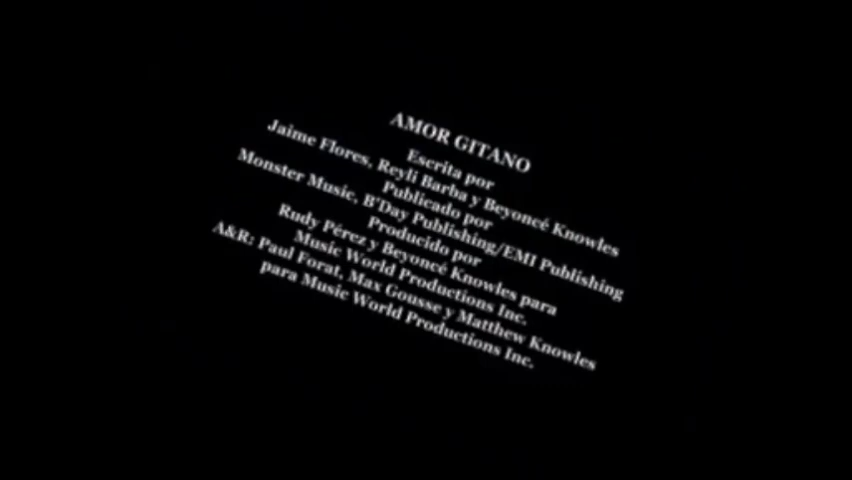 AMOR GITANO
Escrita por
Jaime Flores, Reyli Barba y Beyoncé Knowles
Publicado por
Monster Music, B'Day Publishing/EMI Publishing
Producido por
Rudy Pérez y Beyoncé Knowles para
Music World Productions Inc.
A&R: Paul Forat, Max Gousse y Matthew Knowles
para Music World Productions Inc.